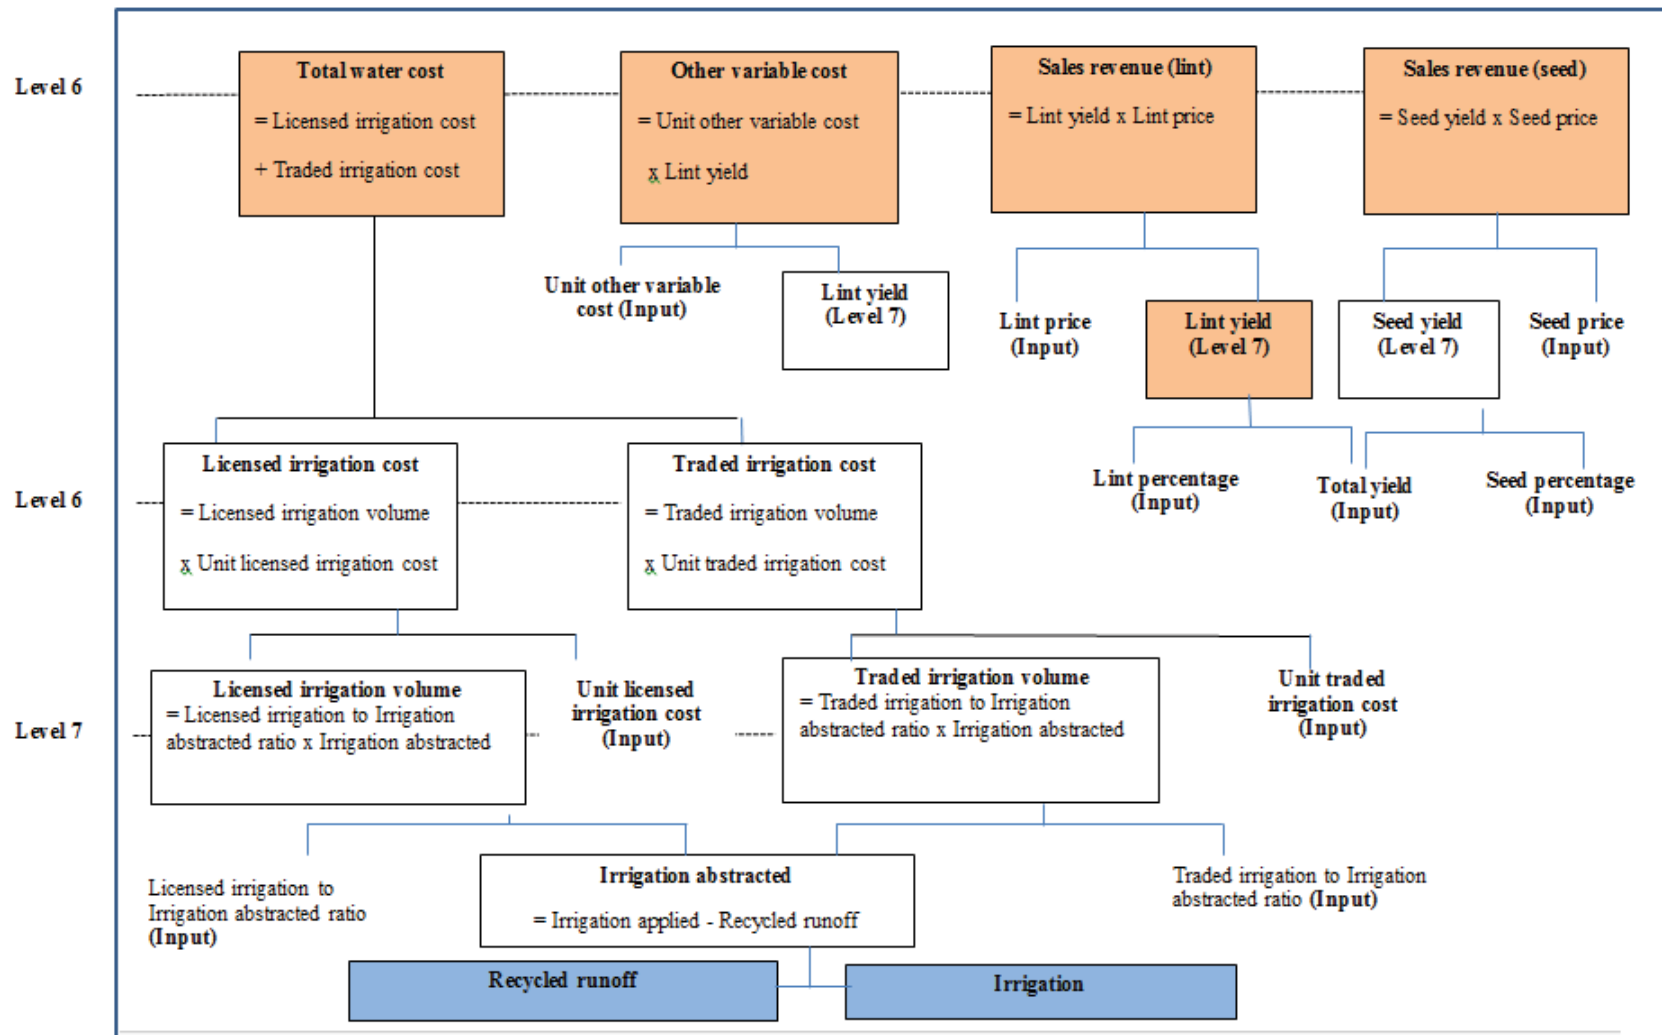 Level 6
Total water cost
= Licensed irrigation cost
+ Traded irrigation cost
Other variable cost
= Unit other variable cost
x Lint yield
Sales revenue (lint)
= Lint yield x Lint price
Sales revenue (seed)
= Seed yield x Seed price
Unit other variable
cost (Input)
Lint yield
(Level 7)
Lint price
(Input)
Lint yield
(Level 7)
Seed yield
(Level 7)
Seed price
(Input)
Lint percentage
(Input)
Total yield
(Input)
Seed percentage
(Input)
Level 6
Licensed irrigation cost
= Licensed irrigation volume
x Unit licensed irrigation cost
Traded irrigation cost
= Traded irrigation volume
x Unit traded irrigation cost
Level 7
Licensed irrigation volume
= Licensed irrigation to Irrigation
abstracted ratio x Irrigation abstracted
Unit licensed
irrigation cost
(Input)
Traded irrigation volume
= Traded irrigation to Irrigation
abstracted ratio x Irrigation abstracted
Unit traded
irrigation cost
(Input)
Licensed irrigation to
Irrigation abstracted ratio
(Input)
Irrigation abstracted
= Irrigation applied - Recycled runoff
Traded irrigation to Irrigation
abstracted ratio (Input)
Recycled runoff
Irrigation